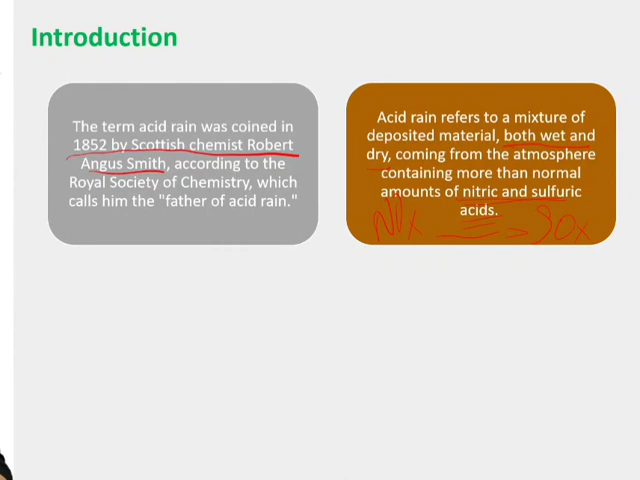 Introduction
The term acid rain was coined in
1852 by Scottish chemist Robert
Angus Smith, according to the
Royal Society of Chemistry, which
calls him the "father of acid rain."
Acid rain refers to a mixture of
deposited material, both wet and
dry, coming from the atmosphere
containing more than normal
amounts of nitric and sulfuric
acids.
NOx SOx